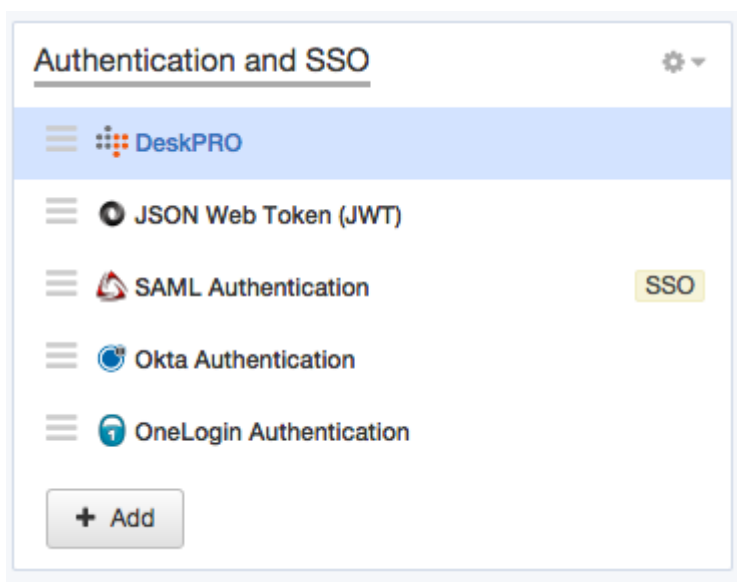 Authentication and SSO
DeskPRO
JSON Web Token (JWT)
SAML Authentication SSO
Okta Authentication
OneLogin Authentication
+ Add